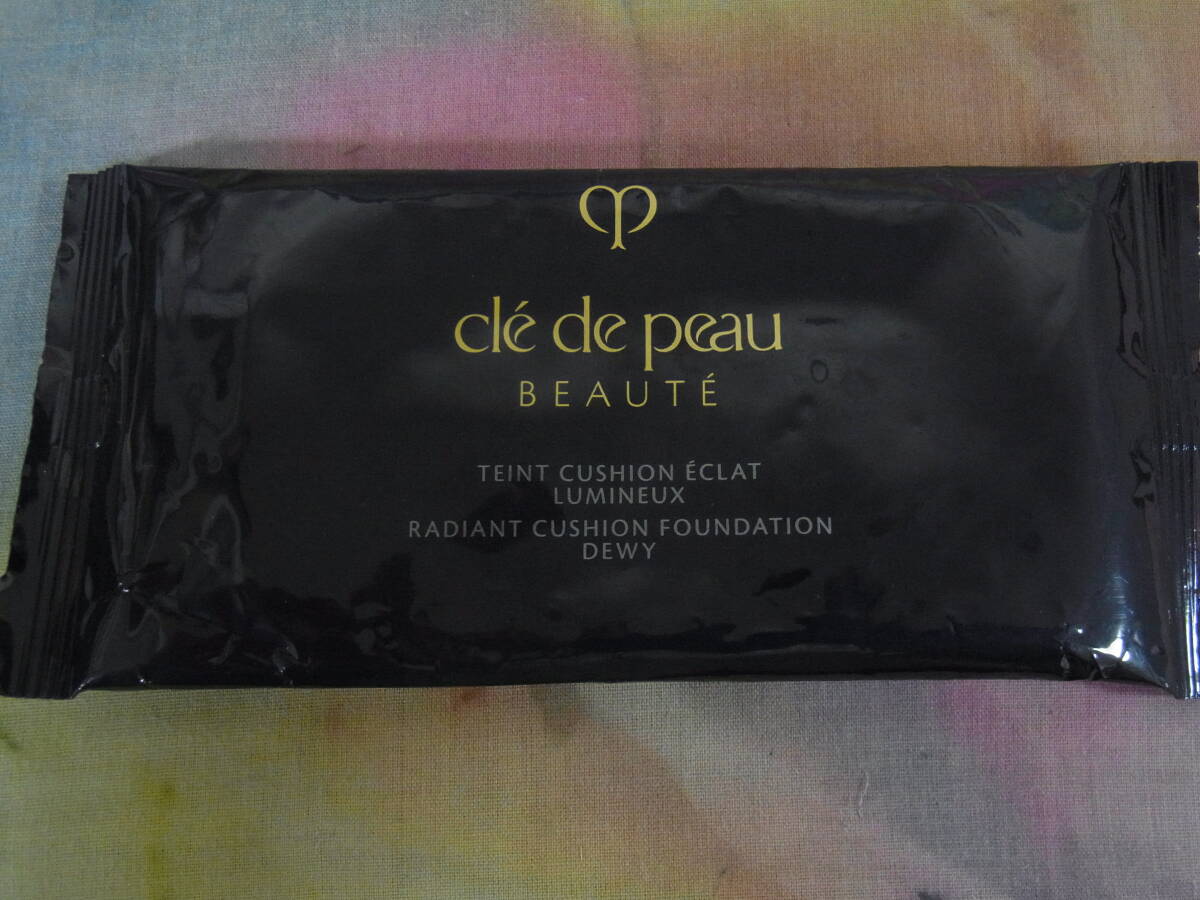 clé de peau
BEAUTÉ
TEINT CUSHION ÉCLAT
LUMINEUX
RADIANT CUSHION FOUNDATION
DEWY